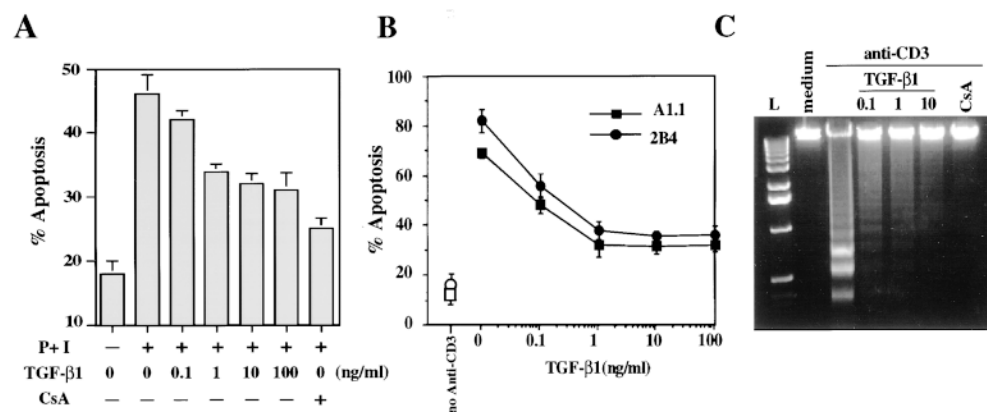 A
% Apoptosis
50
40
30
20
10
P+ I — + + + + + +
TGF-β1 0 0 0.1 1 10 100 0 (ng/ml)
CsA — — — — — — +
B
% Apoptosis
100
80
60
40
20
0
A1.1
2B4
no Anti-CD3
0 0.1 1 10 100
TGF-β1(ng/ml)
C
anti-CD3
TGF-β1
L medium 0.1 1 10 CsA